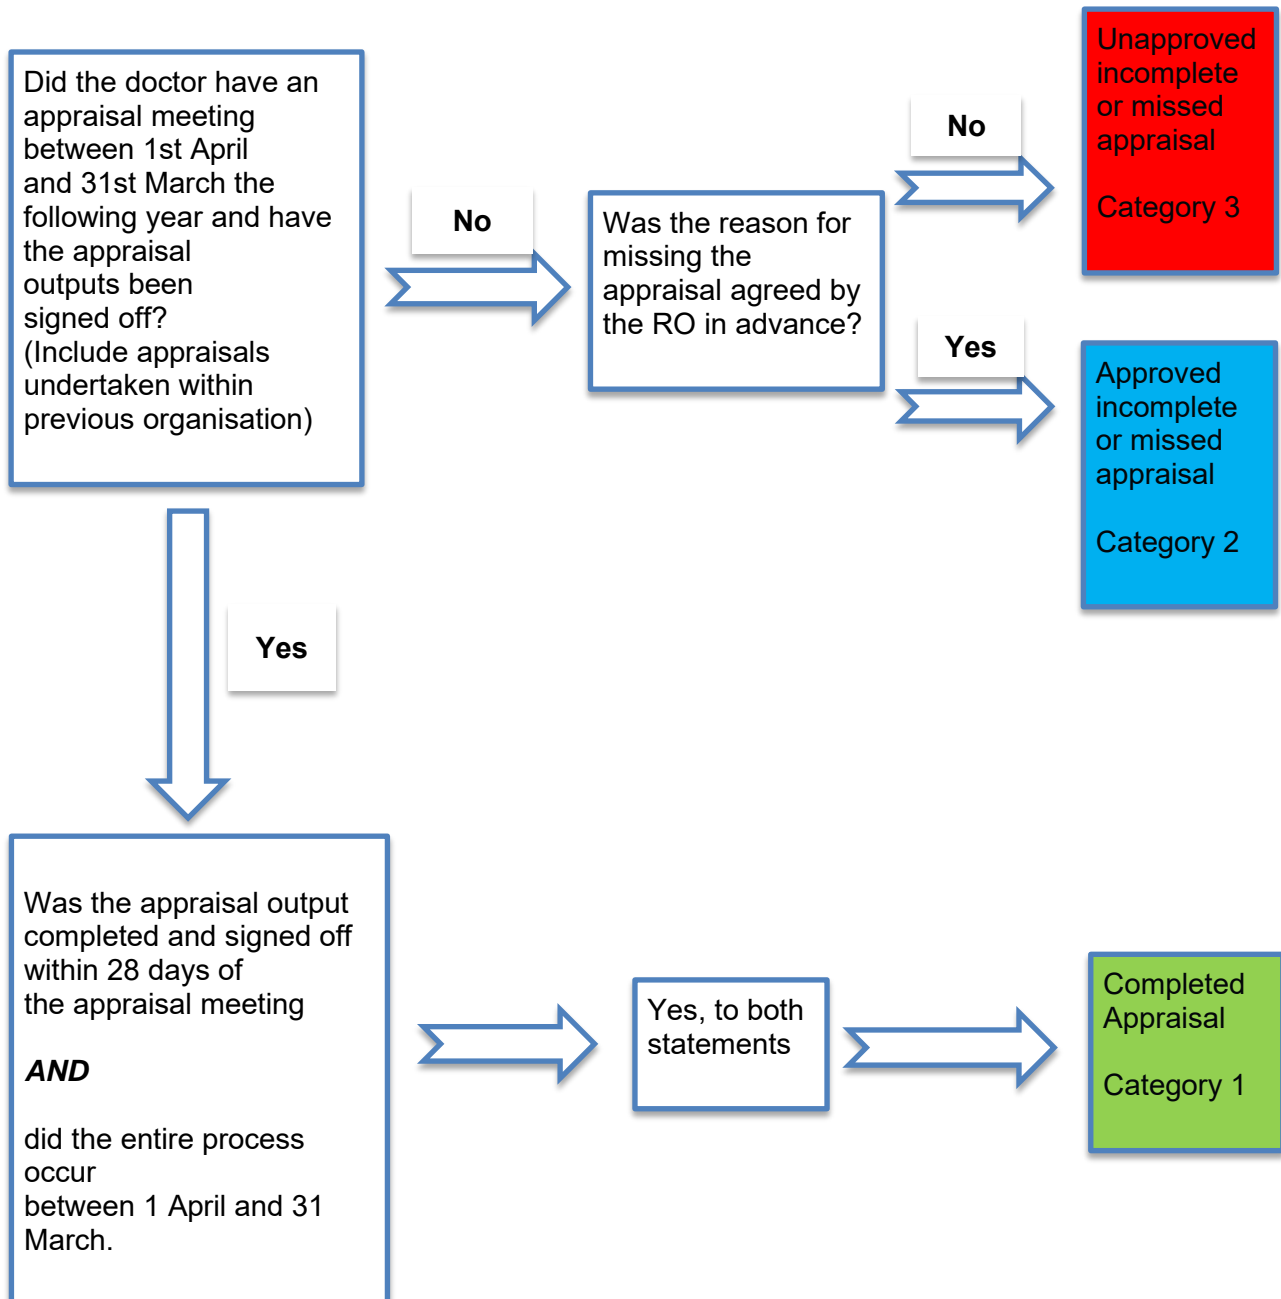 Did the doctor have an
appraisal meeting
between 1st April
and 31st March the
following year and have
the appraisal
outputs been
signed off?
(Include appraisals
undertaken within
previous organisation)
No
Was the reason for
missing the
appraisal agreed by
the RO in advance?
No
Unapproved
incomplete
or missed
appraisal
Category 3
Yes
Approved
incomplete
or missed
appraisal
Category 2
Yes
Was the appraisal output
completed and signed off
within 28 days of
the appraisal meeting
AND
did the entire process
occur
between 1 April and 31
March.
Yes, to both
statements
Completed
Appraisal
Category 1